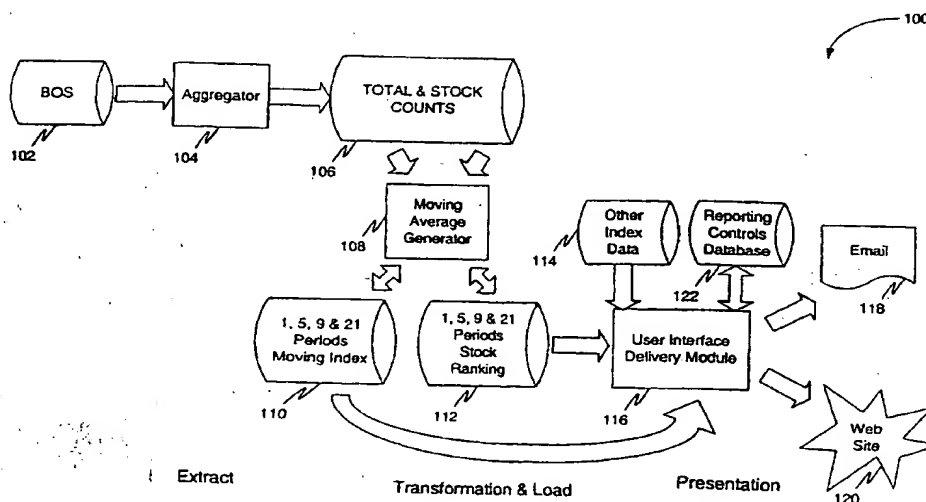 100
BOS
102
Aggregator
104
TOTAL & STOCK
COUNTS
106
Moving
Average
Generator
108
Other
Index
Data
114
Reporting
Controls
Database
122
Email
118
1, 5, 9 & 21
Periods
Moving Index
110
1, 5, 9 & 21
Periods
Stock
Ranking
112
User Interface
Delivery Module
116
Web
Site
120
Extract
Transformation & Load
Presentation